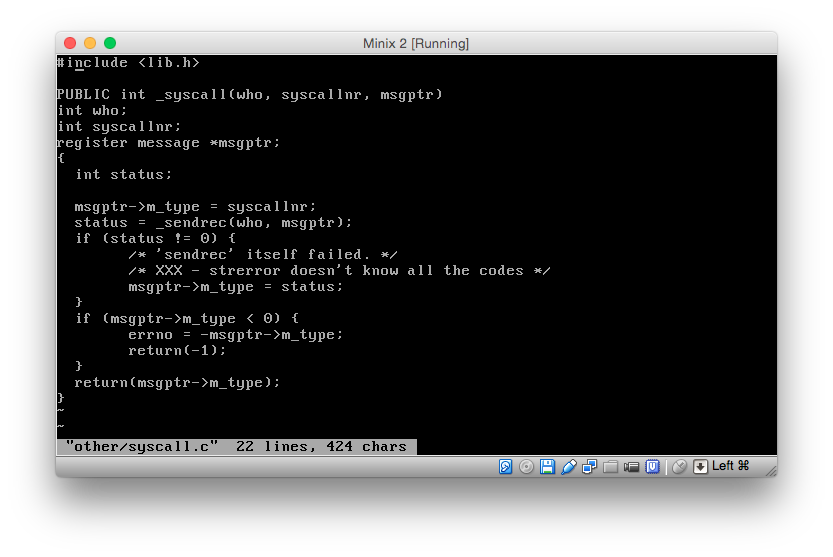 Minix 2 [Running]
#include <lib.h>
PUBLIC int _syscall(who, syscallnr, msgptr)
int who;
int syscallnr;
register message *msgptr;
{
int status;
msgptr->m_type = syscallnr;
status = _sendrec(who, msgptr);
if (status != 0) {
/* 'sendrec' itself failed. */
/* XXX - strerror doesn't know all the codes */
msgptr->m_type = status;
}
if (msgptr->m_type < 0) {
errno = -msgptr->m_type;
return(-1);
}
return(msgptr->m_type);
}
~
~
"other/syscall.c" 22 lines, 424 chars
Left ⌘